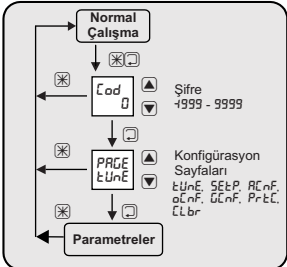 Normal
Çalışma
Cod
0
Şifre
-1999 - 9999
PAGE
tUnE
Konfigürasyon
Sayfaları
tUnE, SEtP, ACnF,
oCnF, GCnF, PrtC,
CLbr
Parametreler